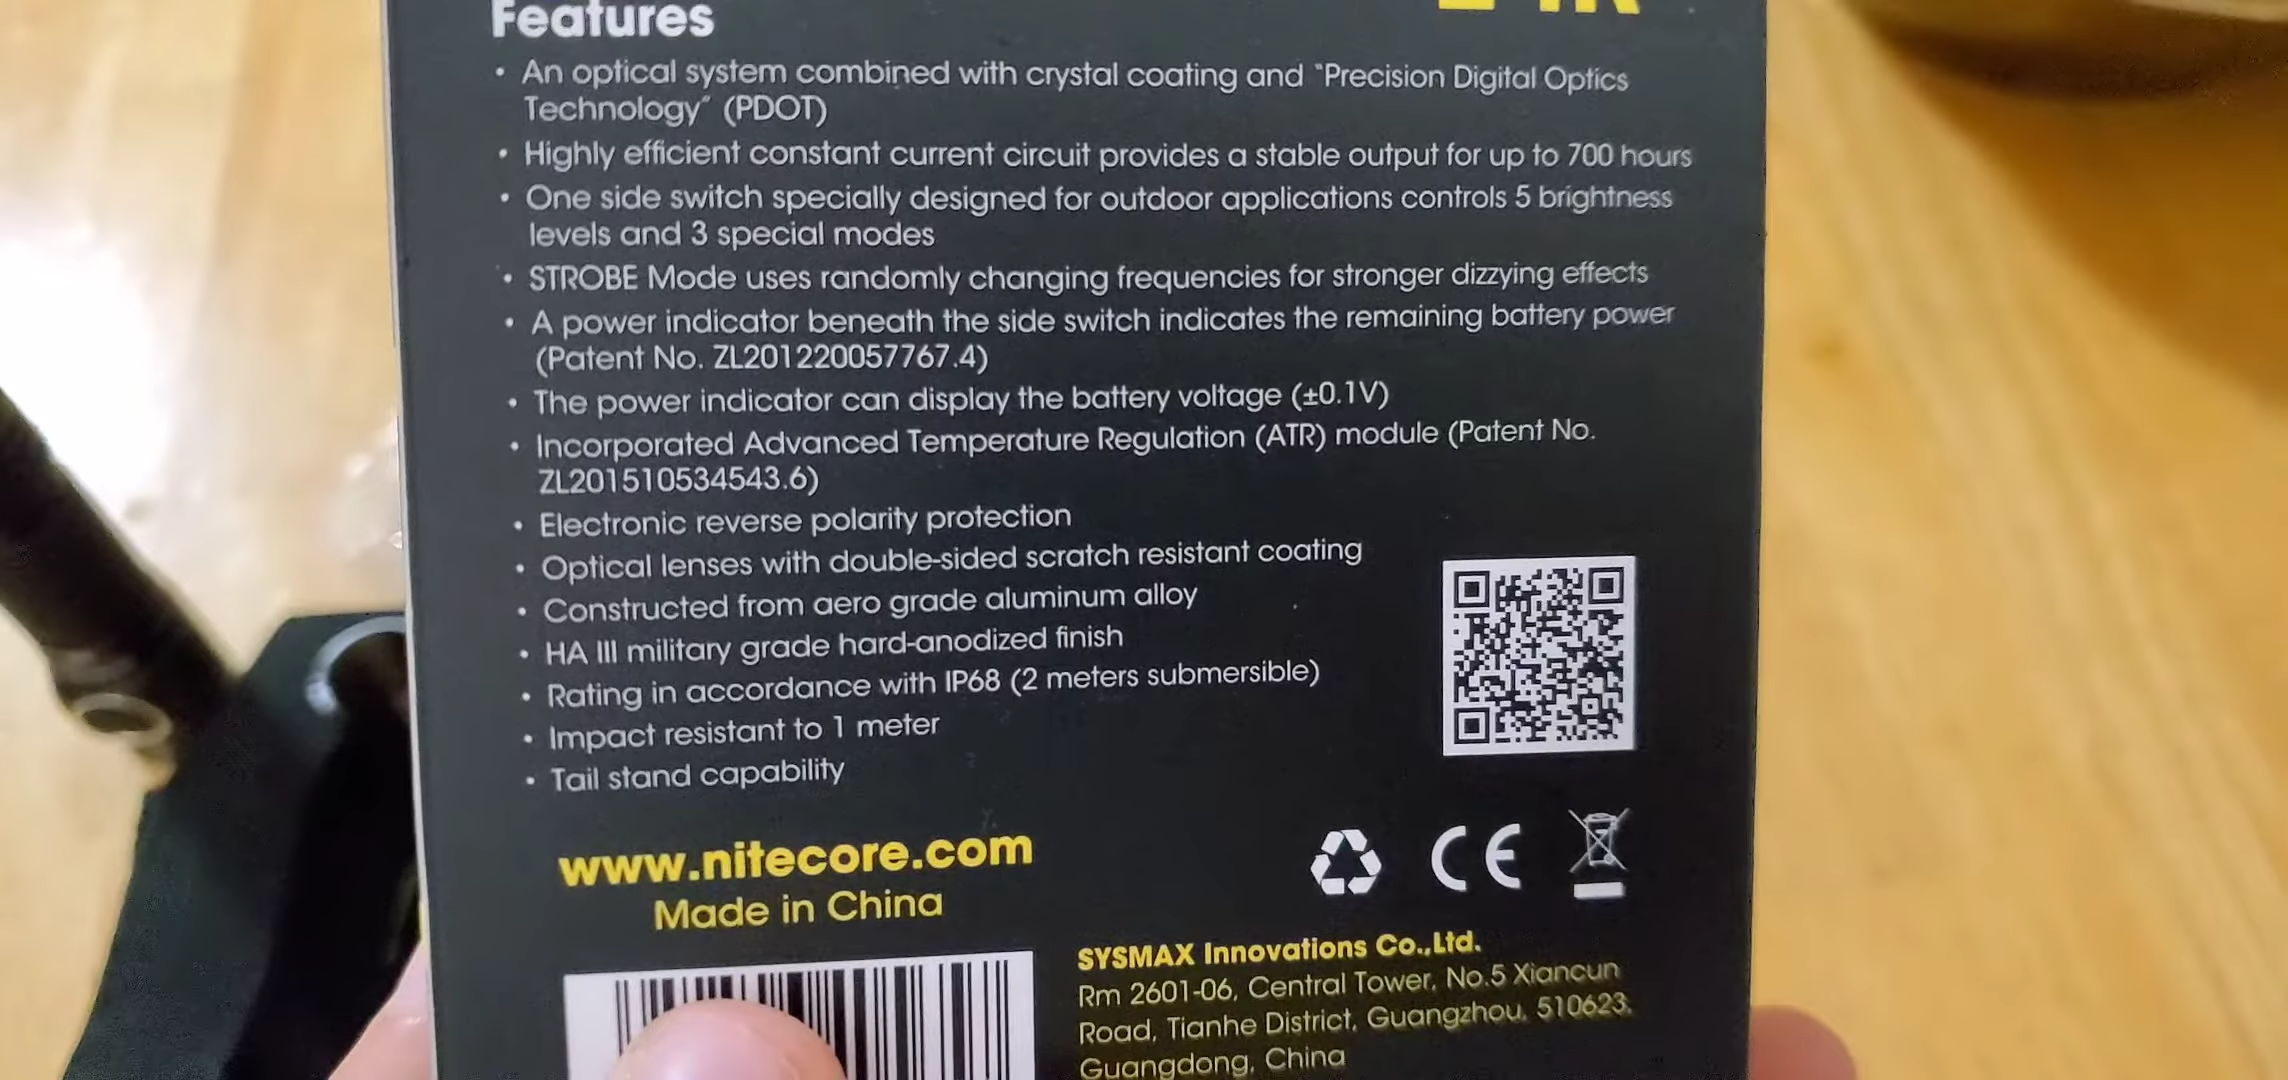 Features
• An optical system combined with crystal coating and "Precision Digital Optics
Technology" (PDOT)
• Highly efficient constant current circuit provides a stable output for up to 700 hours
• One side switch specially designed for outdoor applications controls 5 brightness
levels and 3 special modes
• STROBE Mode uses randomly changing frequencies for stronger dizzying effects
• A power indicator beneath the side switch indicates the remaining battery power
(Patent No. ZL201220057767.4)
• The power indicator can display the battery voltage (±0.1V)
• Incorporated Advanced Temperature Regulation (ATR) module (Patent No.
ZL201510534543.6)
• Electronic reverse polarity protection
• Optical lenses with double-sided scratch resistant coating
• Constructed from aero grade aluminum alloy
• HA III military grade hard-anodized finish
• Rating in accordance with IP68 (2 meters submersible)
• Impact resistant to 1 meter
• Tail stand capability
www.nitecore.com
Made in China
CE
SYSMAX Innovations Co.,Ltd.
Rm 2601-06, Central Tower, No.5 Xiancun
Road, Tianhe District, Guangzhou, 510623,
Guangdong, China